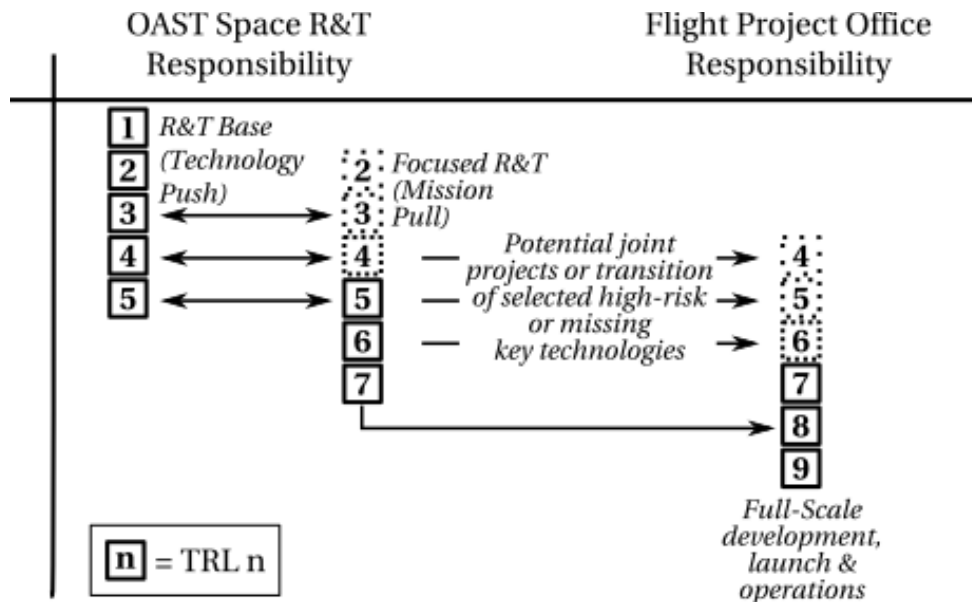 OAST Space R&T
Responsibility
Flight Project Office
Responsibility
1
2
3
4
5
R&T Base
(Technology
Push)
2
3
4
5
6
7
Focused R&T
(Mission
Pull)
Potential joint
projects or transition
of selected high-risk
or missing
key technologies
4
5
6
7
8
9
Full-Scale
development,
launch &
operations
n = TRL n